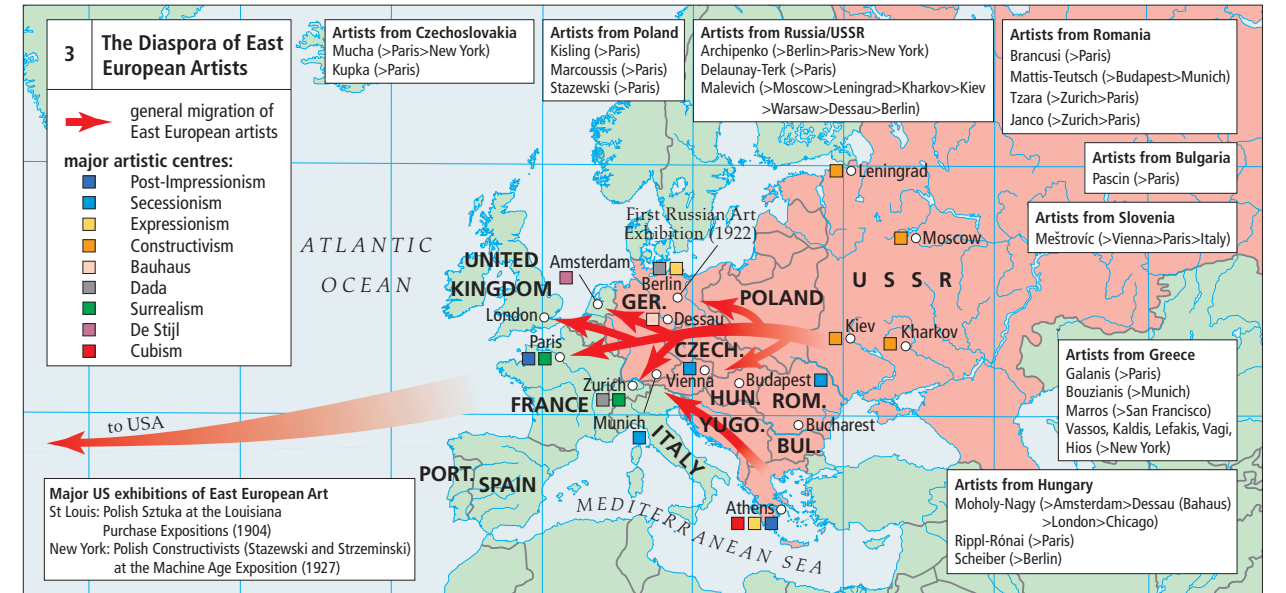 3
The Diaspora of East
European Artists
general migration of
East European artists
major artistic centres:
Post-Impressionism
Secessionism
Expressionism
Constructivism
Bauhaus
Dada
Surrealism
De Stijl
Cubism
Artists from Czechoslovakia
Mucha (>Paris>New York)
Kupka (>Paris)
Artists from Poland
Kisling (>Paris)
Marcoussis (>Paris)
Stazewski (>Paris)
Artists from Russia/USSR
Archipenko (>Berlin>Paris>New York)
Delaunay-Terk (>Paris)
Malevich (>Moscow>Leningrad>Kharkov>Kiev
>Warsaw>Dessau>Berlin)
Artists from Romania
Brancusi (>Paris)
Mattis-Teutsch (>Budapest>Munich)
Tzara (>Zurich>Paris)
Janco (>Zurich>Paris)
Artists from Bulgaria
Pascin (>Paris)
Artists from Slovenia
Meštrovíc (>Vienna>Paris>Italy)
Artists from Greece
Galanis (>Paris)
Bouzianis (>Munich)
Marros (>San Francisco)
Vassos, Kaldis, Lefakis, Vagi,
Hios (>New York)
Artists from Hungary
Moholy-Nagy (>Amsterdam>Dessau (Bahaus)
>London>Chicago)
Rippl-Rónai (>Paris)
Scheiber (>Berlin)
Leningrad
First Russian Art
Exhibition (1922)
Moscow
ATLANTIC
OCEAN
UNITED
KINGDOM
Amsterdam
Berlin
GER.
POLAND
U S S R
London
Dessau
Kiev
Kharkov
Paris
CZECH.
Zurich
Vienna
Budapest
FRANCE
HUN.
ROM.
Munich
to USA
ITALY
YUGO.
Bucharest
BUL.
PORT.
SPAIN
MEDITERRANEAN SEA
Athens
Major US exhibitions of East European Art
St Louis: Polish Sztuka at the Louisiana
Purchase Expositions (1904)
New York: Polish Constructivists (Stazewski and Strzeminski)
at the Machine Age Exposition (1927)